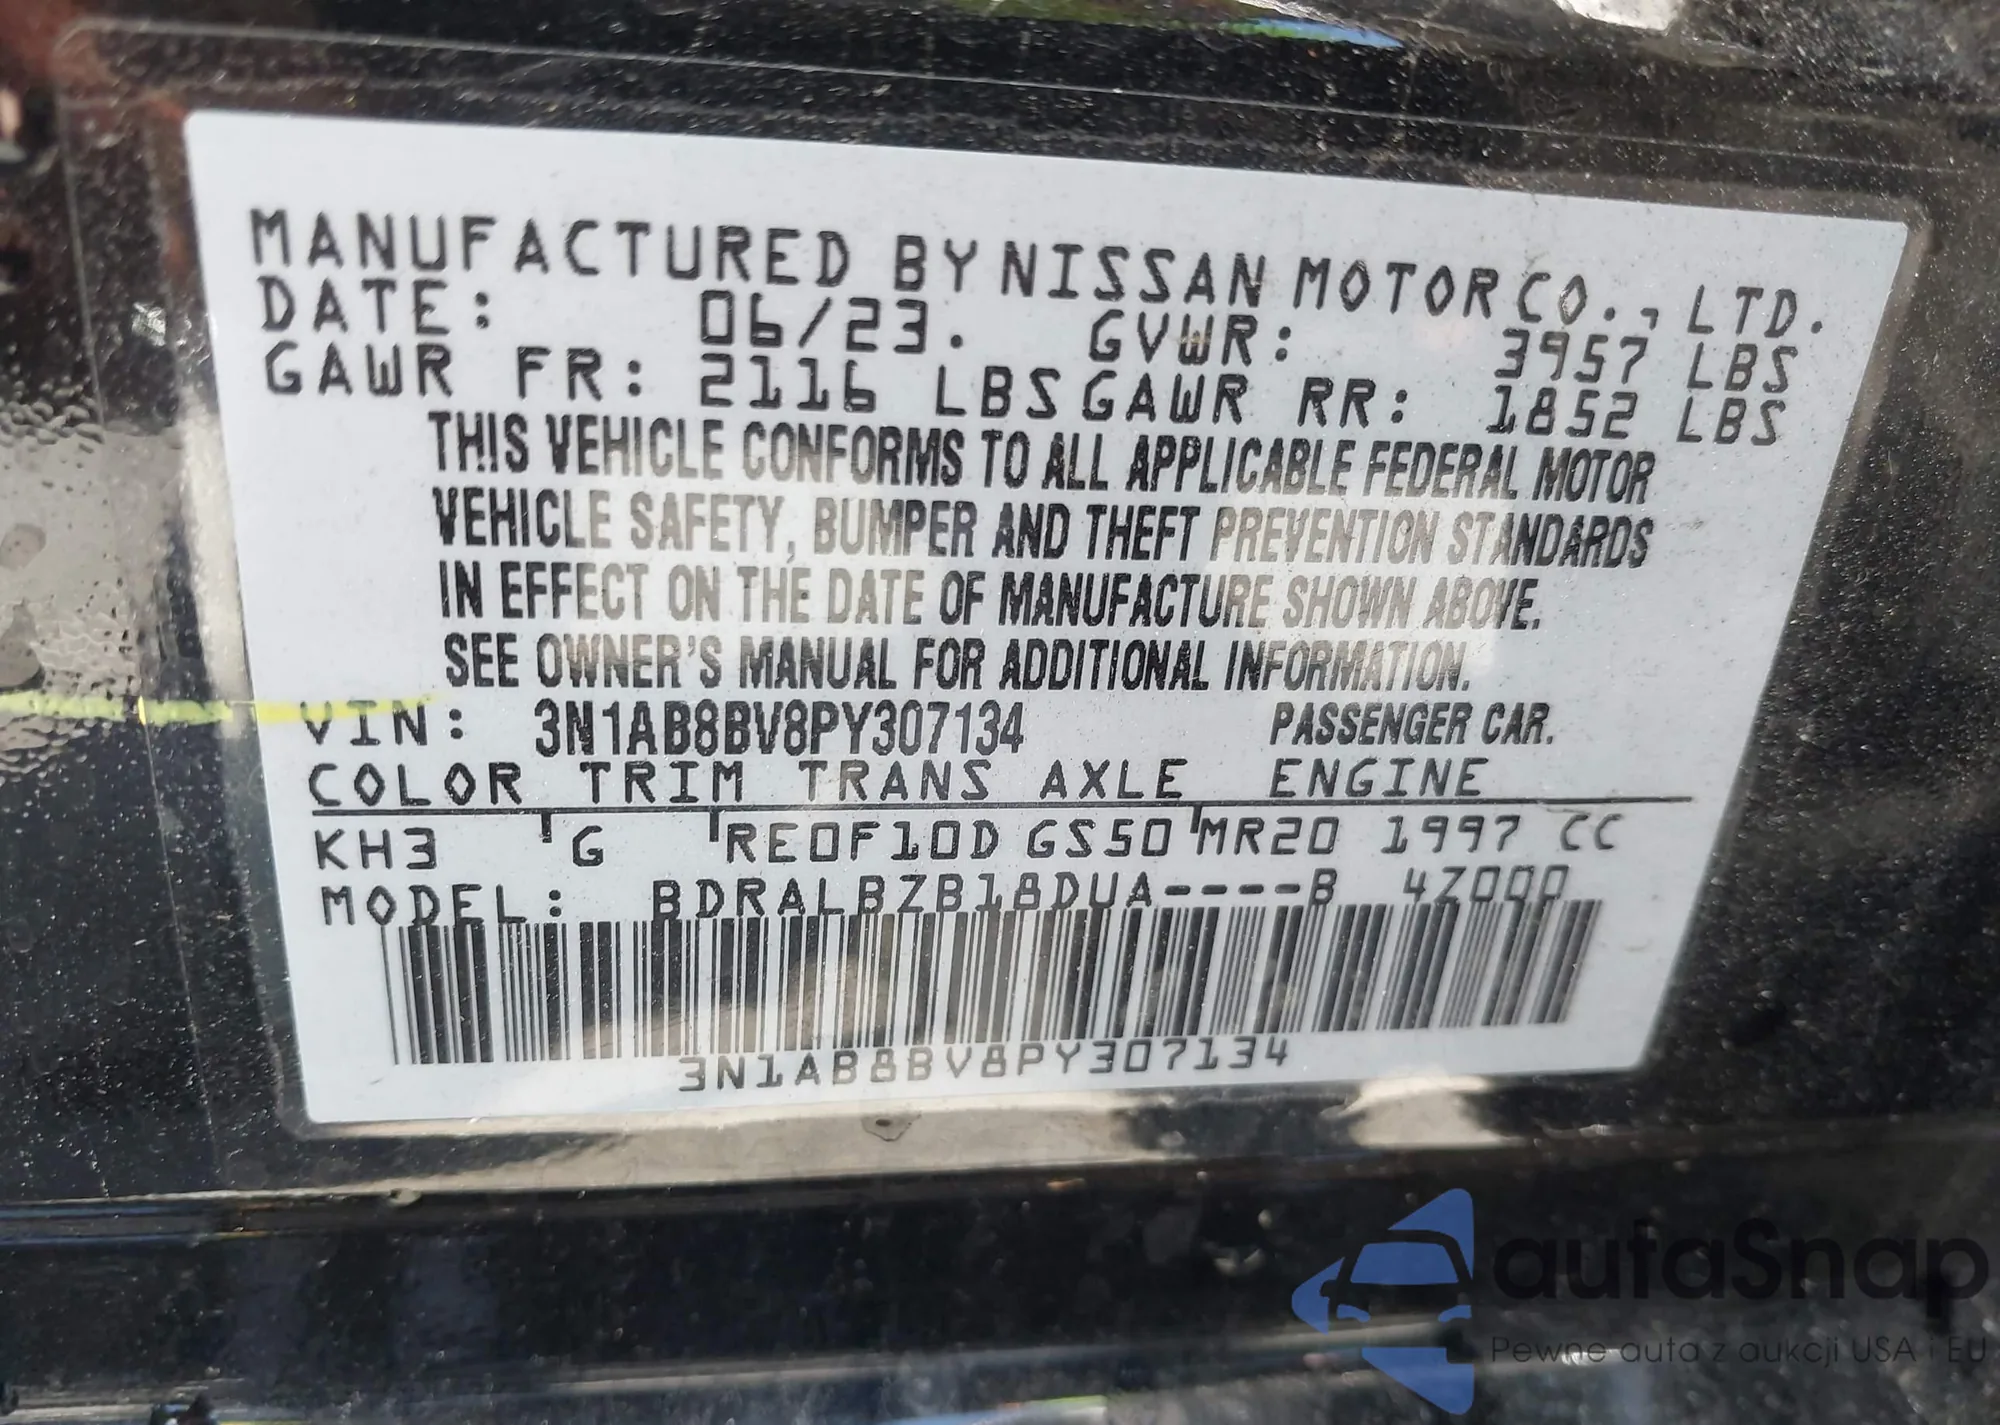 MANUFACTURED BY NISSAN MOTOR CO., LTD.
DATE: 06/23. GVWR: 3957 LBS
GAWR FR: 2116 LBS GAWR RR: 1852 LBS
THIS VEHICLE CONFORMS TO ALL APPLICABLE FEDERAL MOTOR
VEHICLE SAFETY, BUMPER AND THEFT PREVENTION STANDARDS
IN EFFECT ON THE DATE OF MANUFACTURE SHOWN ABOVE.
SEE OWNER'S MANUAL FOR ADDITIONAL INFORMATION.
VIN: 3N1AB8BV8PY307134 PASSENGER CAR.
COLOR TRIM TRANS AXLE ENGINE
KH3 G RE0F10D GS50 MR20 1997 CC
MODEL: BDRALBZB18DUA----B 4Z000
3N1AB8BV8PY307134
autaSnap
Pewne auta z aukcji USA i EU